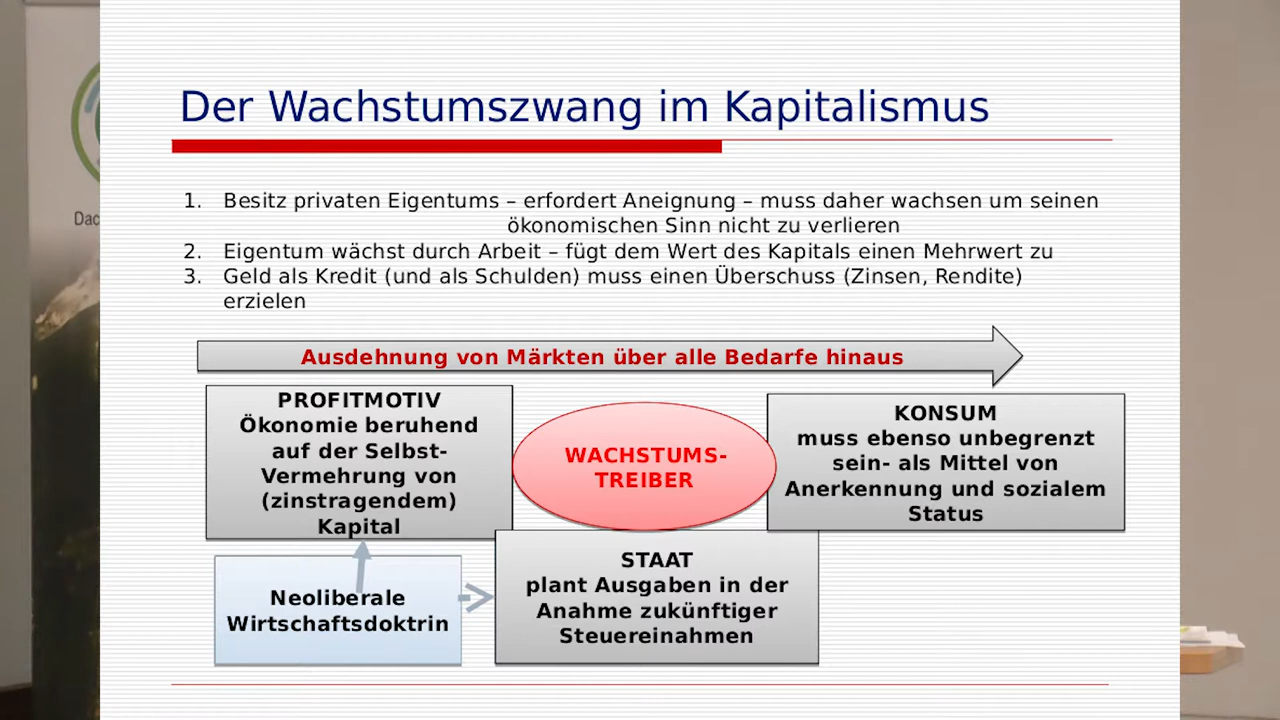 Der Wachstumszwang im Kapitalismus
1. Besitz privaten Eigentums – erfordert Aneignung – muss daher wachsen um seinen
ökonomischen Sinn nicht zu verlieren
2. Eigentum wächst durch Arbeit – fügt dem Wert des Kapitals einen Mehrwert zu
3. Geld als Kredit (und als Schulden) muss einen Überschuss (Zinsen, Rendite)
erzielen
Ausdehnung von Märkten über alle Bedarfe hinaus
PROFITMOTIV
Ökonomie beruhend
auf der Selbst-
Vermehrung von
(zinstragendem)
Kapital
WACHSTUMS-
TREIBER
KONSUM
muss ebenso unbegrenzt
sein- als Mittel von
Anerkennung und sozialem
Status
Neoliberale
Wirtschaftsdoktrin
STAAT
plant Ausgaben in der
Anahme zukünftiger
Steuereinahmen
Dac